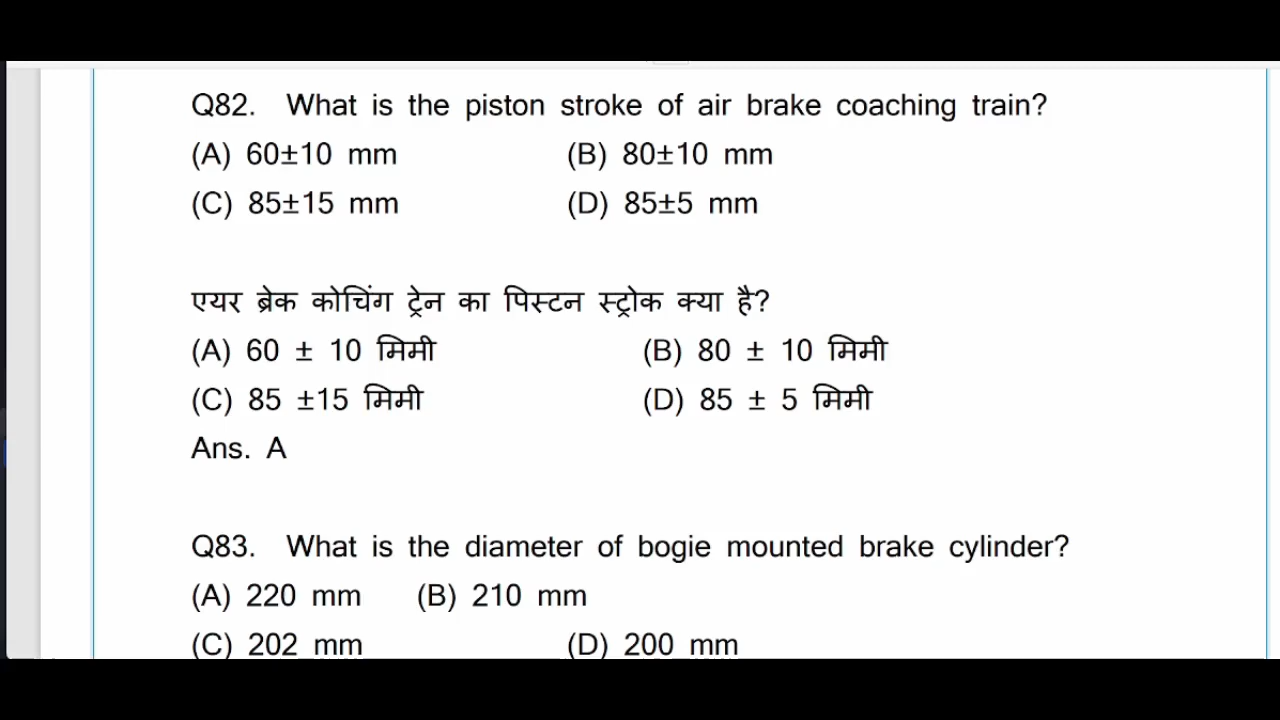 Q82. What is the piston stroke of air brake coaching train?
(A) 60±10 mm (B) 80±10 mm
(C) 85±15 mm (D) 85±5 mm
एयर ब्रेक कोचिंग ट्रेन का पिस्टन स्ट्रोक क्या है?
(A) 60 ± 10 मिमी (B) 80 ± 10 मिमी
(C) 85 ±15 मिमी (D) 85 ± 5 मिमी
Ans. A
Q83. What is the diameter of bogie mounted brake cylinder?
(A) 220 mm (B) 210 mm
(C) 202 mm (D) 200 mm